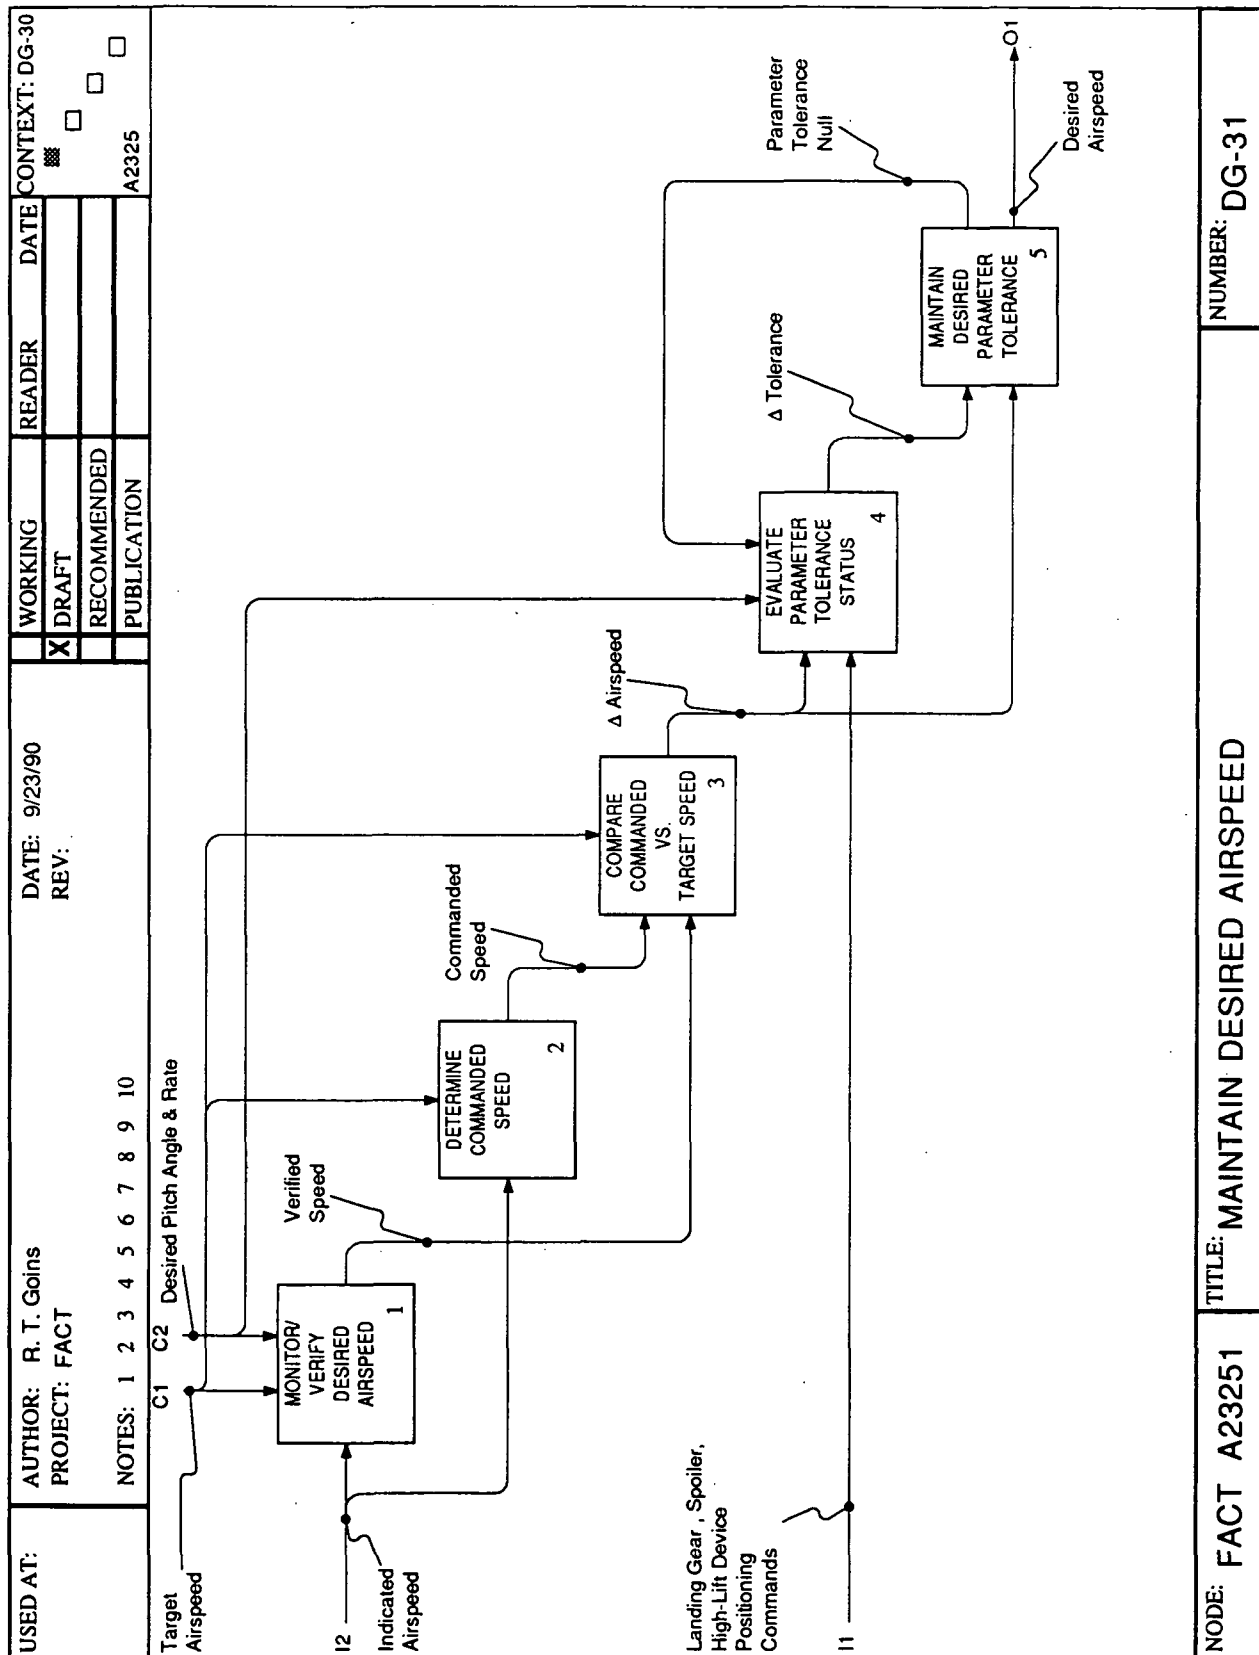 USED AT:
AUTHOR: R. T. Goins
PROJECT: FACT
NOTES: 1 2 3 4 5 6 7 8 9 10
DATE: 9/23/90
REV:
WORKING
X DRAFT
RECOMMENDED
PUBLICATION
READER
DATE
CONTEXT: DG-30
A2325
Target
Airspeed
C1
C2
Desired Pitch Angle & Rate
I2
Indicated
Airspeed
MONITOR/
VERIFY
DESIRED
AIRSPEED
1
Verified
Speed
DETERMINE
COMMANDED
SPEED
2
Commanded
Speed
COMPARE
COMMANDED
VS.
TARGET SPEED
3
Δ Airspeed
EVALUATE
PARAMETER
TOLERANCE
STATUS
4
Δ Tolerance
Parameter
Tolerance
Null
MAINTAIN
DESIRED
PARAMETER
TOLERANCE
5
Desired
Airspeed
O1
Landing Gear , Spoiler,
High-Lift Device
Positioning
Commands
I1
NODE: FACT A23251
TITLE: MAINTAIN DESIRED AIRSPEED
NUMBER: DG-31